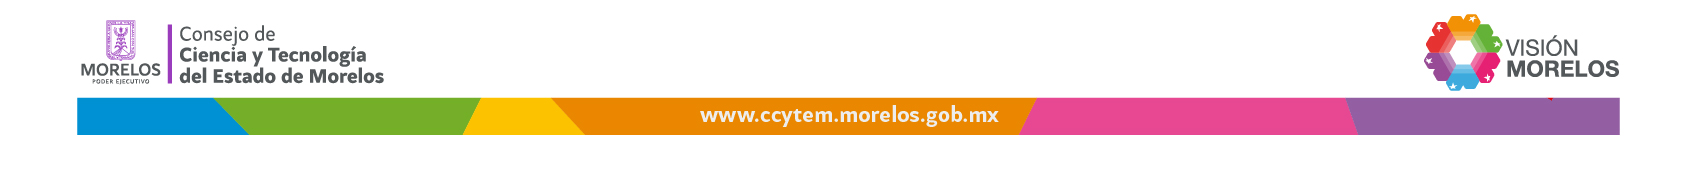 MORELOS
PODER EJECUTIVO
Consejo de
Ciencia y Tecnología
del Estado de Morelos
VISIÓN
MORELOS
www.ccytem.morelos.gob.mx